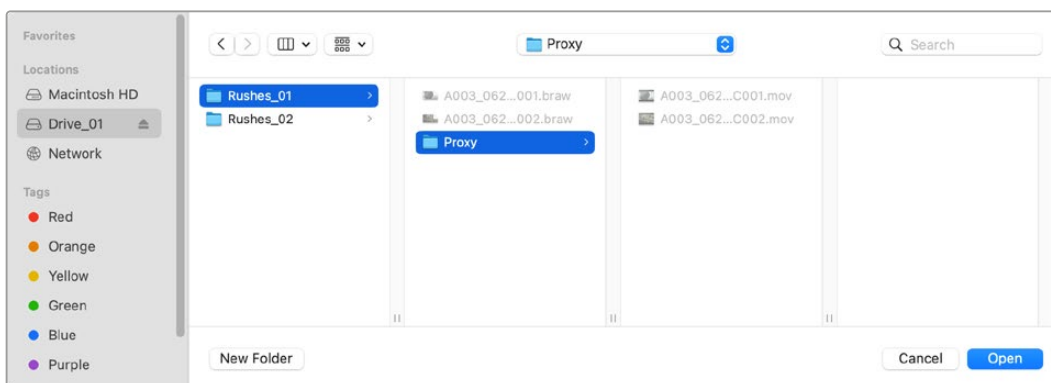 Favorites
Locations
Macintosh HD
Drive_01
Network
Tags
Red
Orange
Yellow
Green
Blue
Purple
Proxy
Search
Rushes_01
Rushes_02
A003_062...001.braw
A003_062...002.braw
Proxy
A003_062...C001.mov
A003_062...C002.mov
New Folder
Cancel
Open